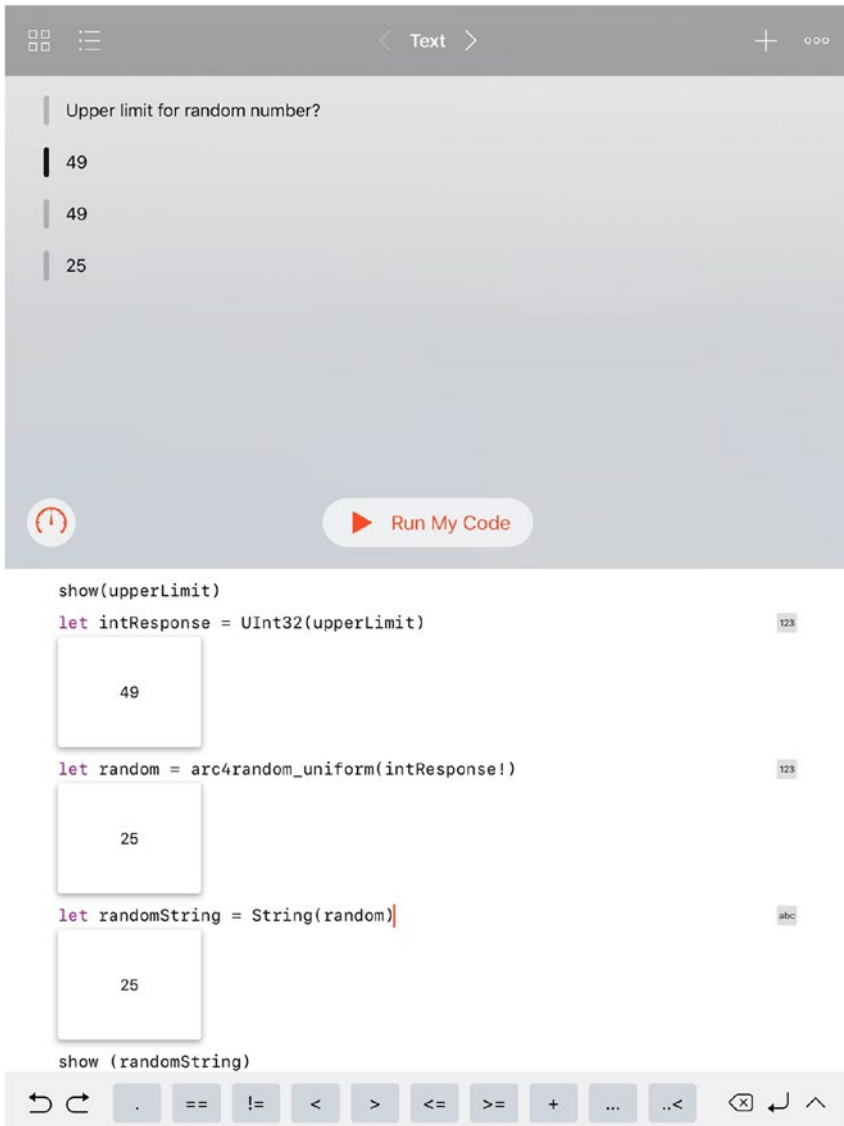 Text
Upper limit for random number?
49
49
25
Run My Code
show(upperLimit)
let intResponse = UInt32(upperLimit)
123
49
let random = arc4random_uniform(intResponse!)
123
25
let randomString = String(random)
abc
25
show (randomString)
. == != < > <= >= + ... ..<